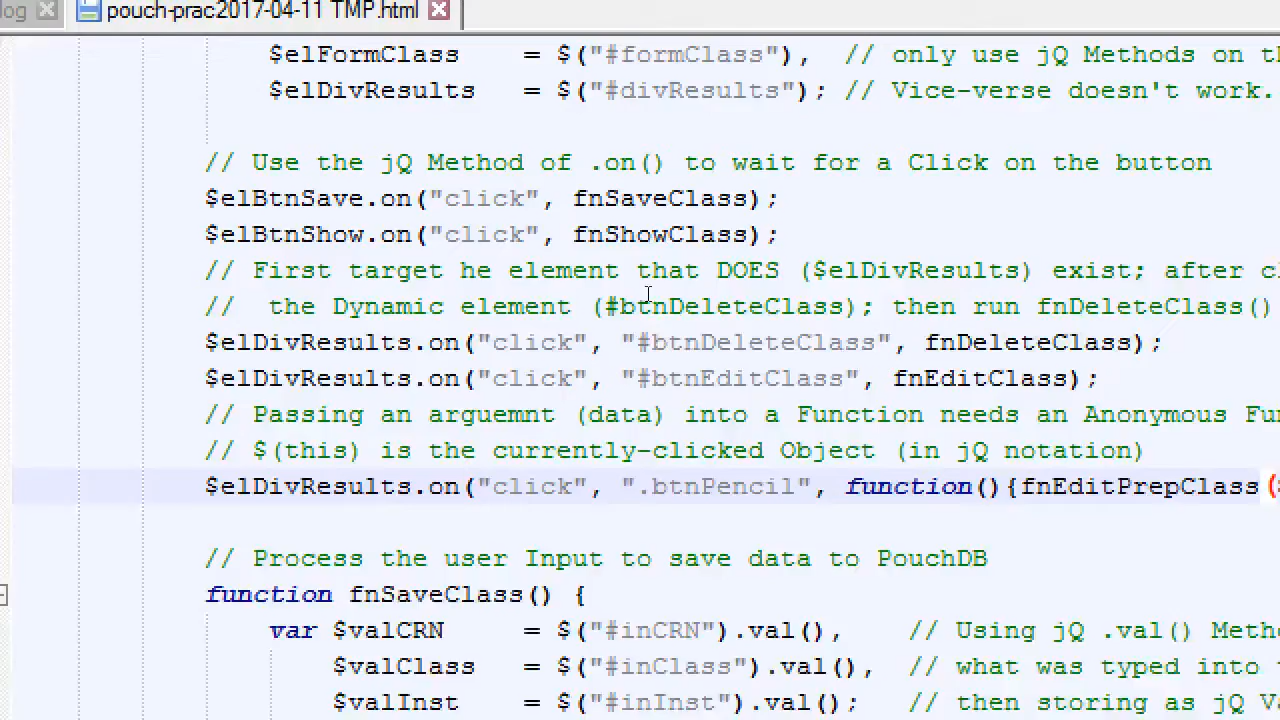 log pouch-prac2017-04-11 TMP.html
$elFormClass = $("#formClass"), // only use jQ Methods on
$elDivResults = $("#divResults"); // Vice-verse doesn't work.
// Use the jQ Method of .on() to wait for a Click on the button
$elBtnSave.on("click", fnSaveClass);
$elBtnShow.on("click", fnShowClass);
// First target he element that DOES ($elDivResults) exist; after
// the Dynamic element (#btnDeleteClass); then run fnDeleteClass()
$elDivResults.on("click", "#btnDeleteClass", fnDeleteClass);
$elDivResults.on("click", "#btnEditClass", fnEditClass);
// Passing an arguemnt (data) into a Function needs an Anonymous
// $(this) is the currently-clicked Object (in jQ notation)
$elDivResults.on("click", ".btnPencil", function(){fnEditPrepClass(
// Process the user Input to save data to PouchDB
function fnSaveClass() {
var $valCRN = $("#inCRN").val(), // Using jQ .val()
$valClass = $("#inClass").val(), // what was typed into
$valInst = $("#inInst").val(); // then storing as jQ